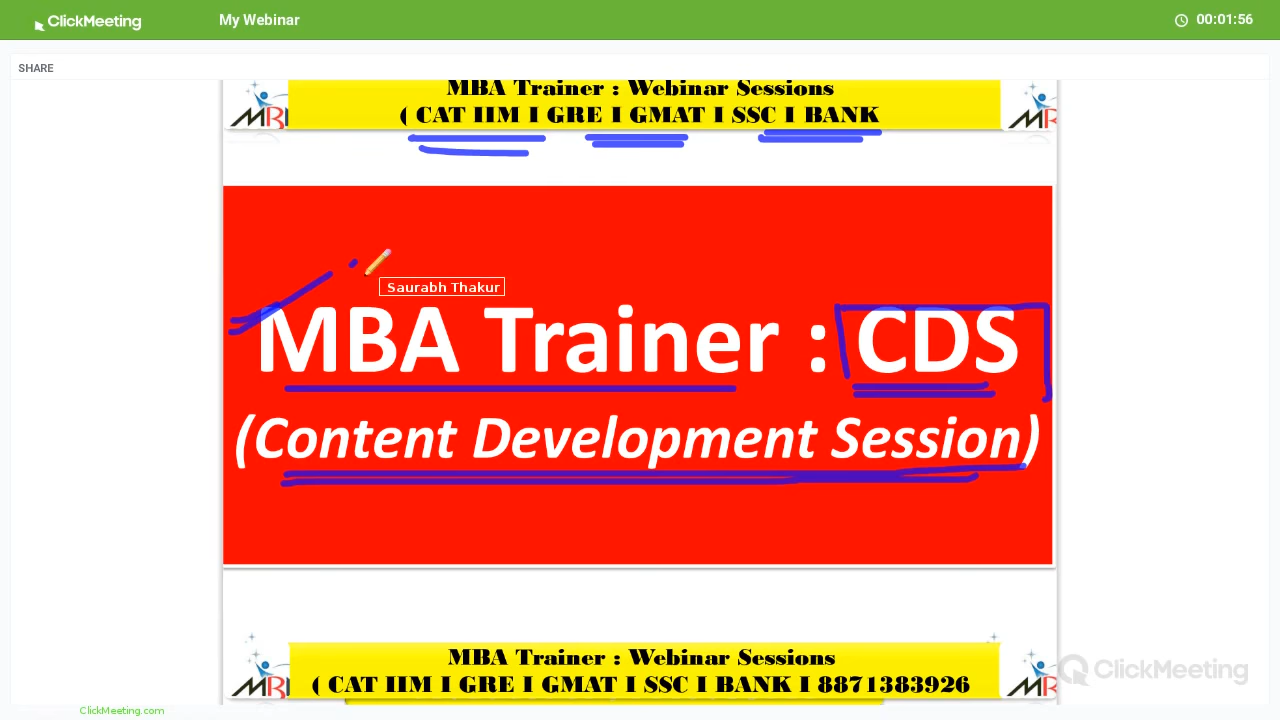 ClickMeeting My Webinar 00:01:56
SHARE
MBA Trainer : Webinar Sessions
( CAT IIM I GRE I GMAT I SSC I BANK
Saurabh Thakur
MBA Trainer : CDS
(Content Development Session)
MBA Trainer : Webinar Sessions
( CAT IIM I GRE I GMAT I SSC I BANK I 8871383926
ClickMeeting
ClickMeeting.com